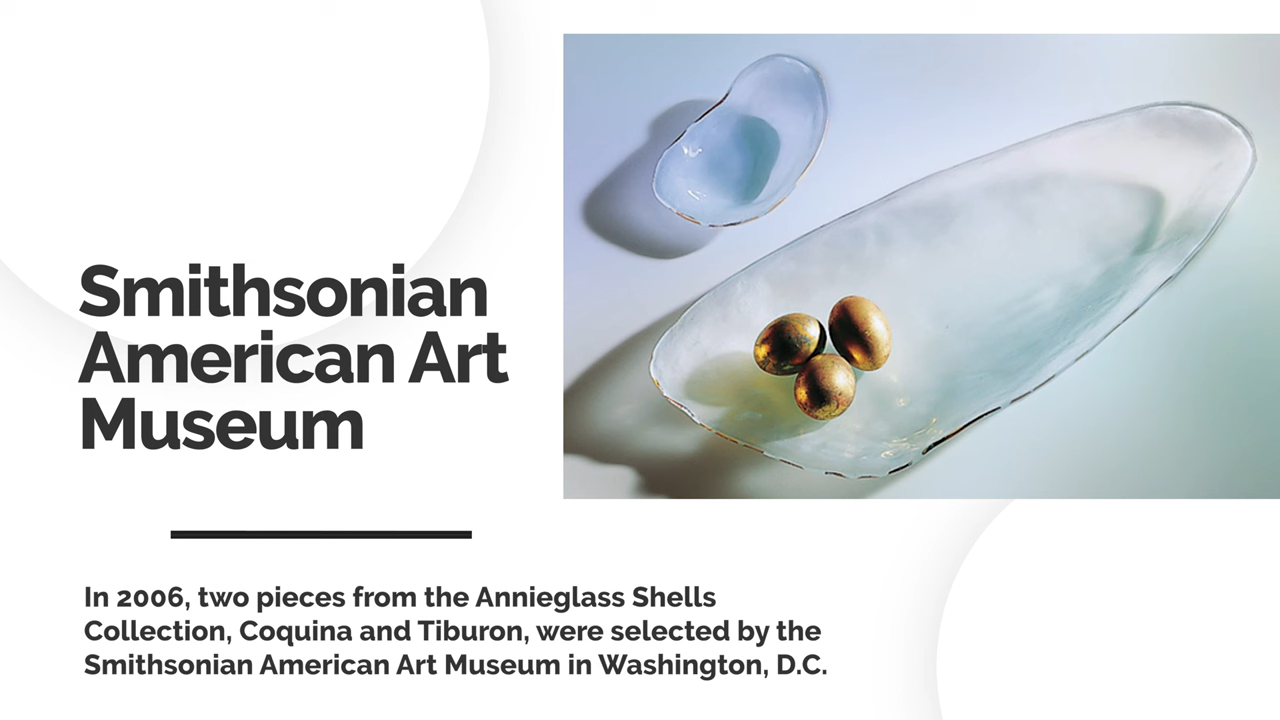 Smithsonian
American Art
Museum
In 2006, two pieces from the Annieglass Shells
Collection, Coquina and Tiburon, were selected by the
Smithsonian American Art Museum in Washington, D.C.